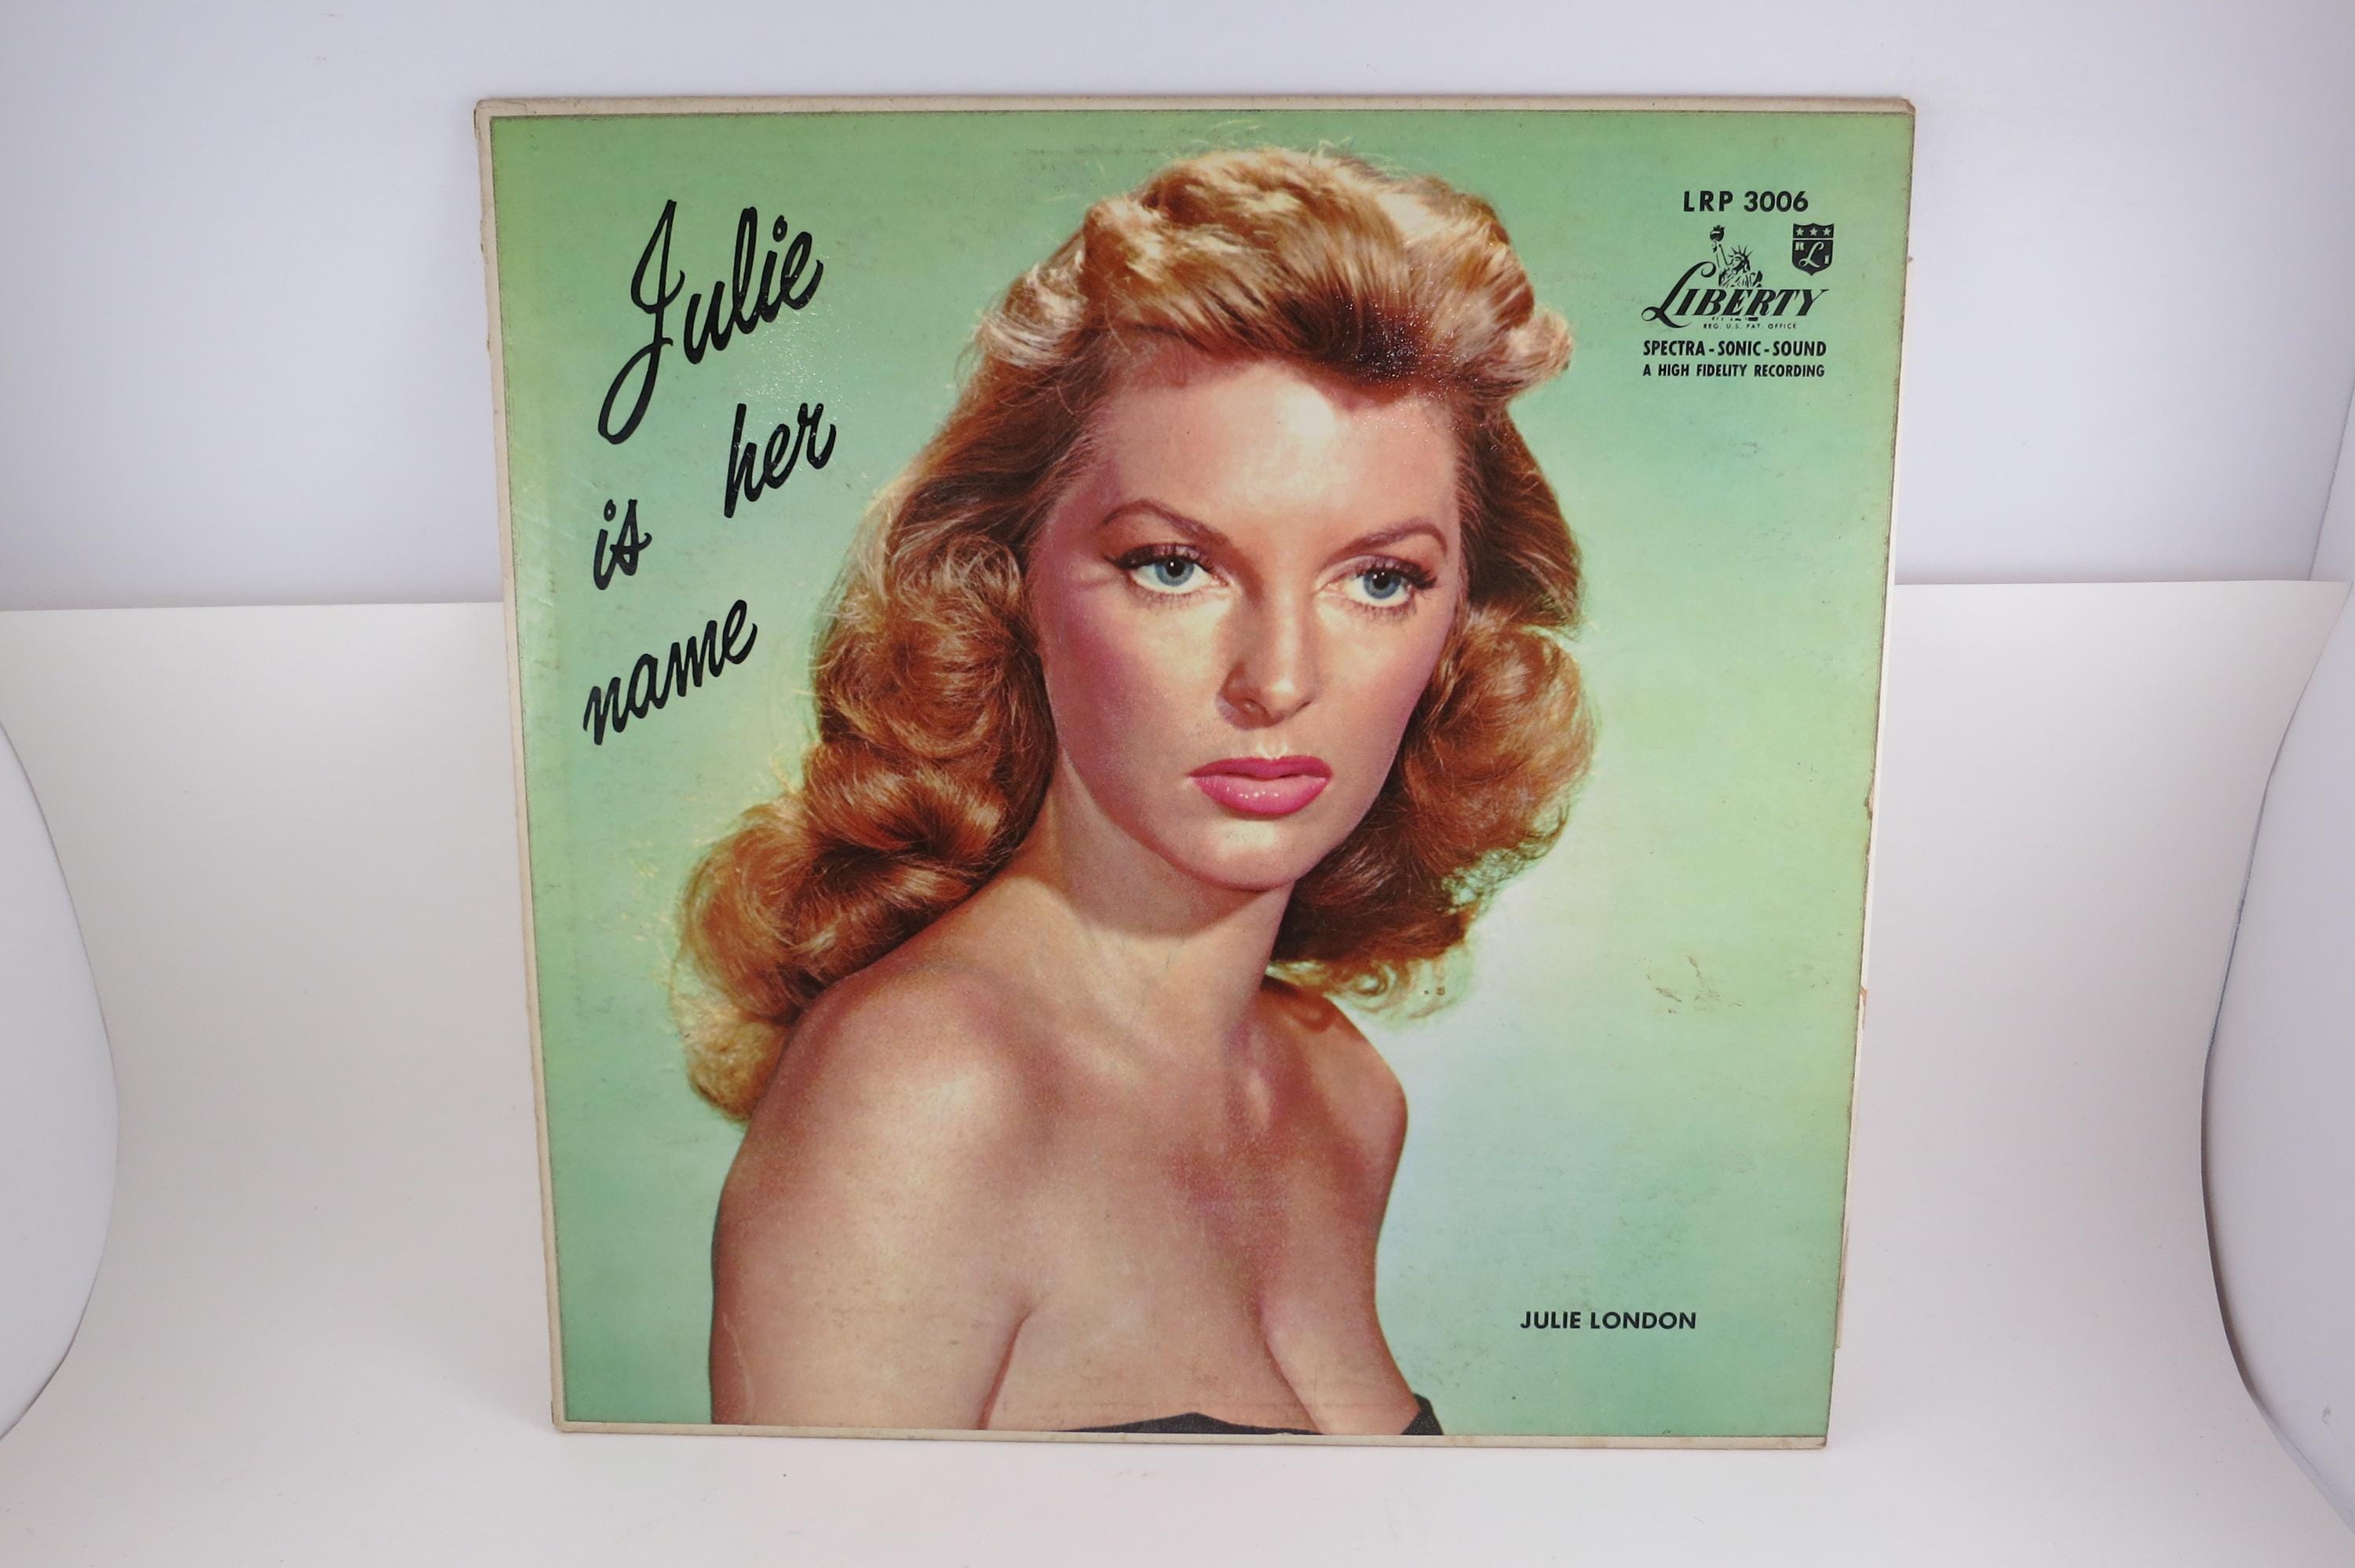 Julie
is her
name
LRP 3006
LIBERTY
REG. U.S. PAT. OFFICE
SPECTRA-SONIC-SOUND
A HIGH FIDELITY RECORDING
JULIE LONDON